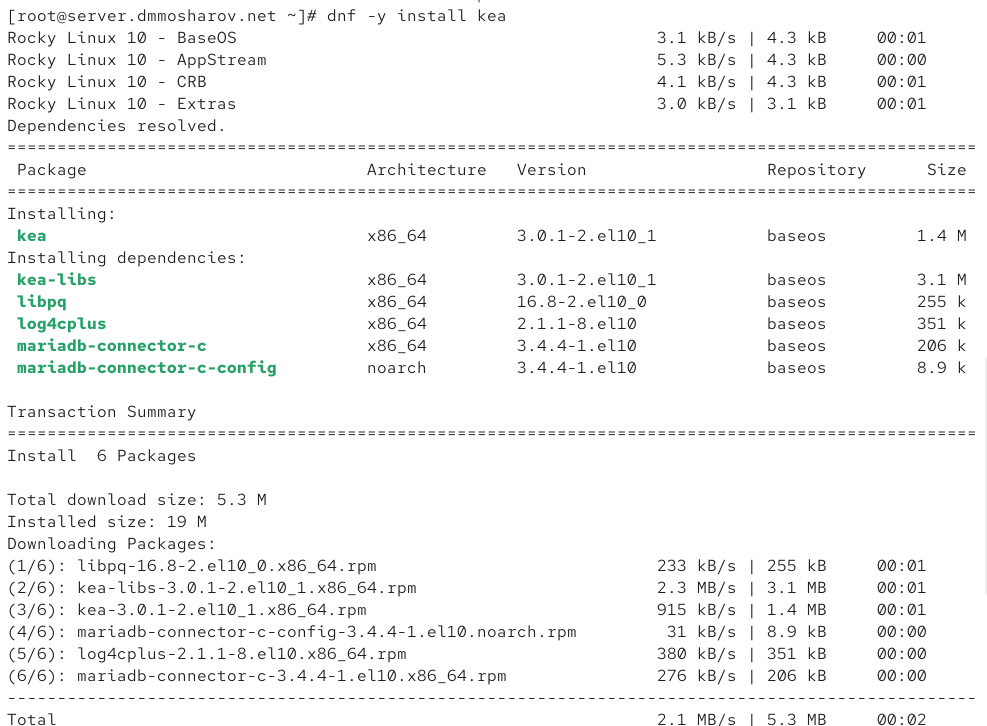 [root@server.dmmosharov.net ~]# dnf -y install kea
Rocky Linux 10 - BaseOS                                          3.1 kB/s | 4.3 kB     00:01
Rocky Linux 10 - AppStream                                       5.3 kB/s | 4.3 kB     00:00
Rocky Linux 10 - CRB                                             4.1 kB/s | 4.3 kB     00:01
Rocky Linux 10 - Extras                                          3.0 kB/s | 3.1 kB     00:01
Dependencies resolved.
=================================================================================================
 Package                            Architecture   Version                  Repository      Size
=================================================================================================
Installing:
 kea                                x86_64         3.0.1-2.el10_1           baseos         1.4 M
Installing dependencies:
 kea-libs                           x86_64         3.0.1-2.el10_1           baseos         3.1 M
 libpq                              x86_64         16.8-2.el10_0            baseos         255 k
 log4cplus                          x86_64         2.1.1-8.el10             baseos         351 k
 mariadb-connector-c                x86_64         3.4.4-1.el10             baseos         206 k
 mariadb-connector-c-config         noarch         3.4.4-1.el10             baseos         8.9 k

Transaction Summary
=================================================================================================
Install  6 Packages

Total download size: 5.3 M
Installed size: 19 M
Downloading Packages:
(1/6): libpq-16.8-2.el10_0.x86_64.rpm                            233 kB/s | 255 kB     00:01
(2/6): kea-libs-3.0.1-2.el10_1.x86_64.rpm                        2.3 MB/s | 3.1 MB     00:01
(3/6): kea-3.0.1-2.el10_1.x86_64.rpm                             915 kB/s | 1.4 MB     00:01
(4/6): mariadb-connector-c-config-3.4.4-1.el10.noarch.rpm         31 kB/s | 8.9 kB     00:00
(5/6): log4cplus-2.1.1-8.el10.x86_64.rpm                         380 kB/s | 351 kB     00:00
(6/6): mariadb-connector-c-3.4.4-1.el10.x86_64.rpm               276 kB/s | 206 kB     00:00
-------------------------------------------------------------------------------------------------
Total                                                            2.1 MB/s | 5.3 MB     00:02